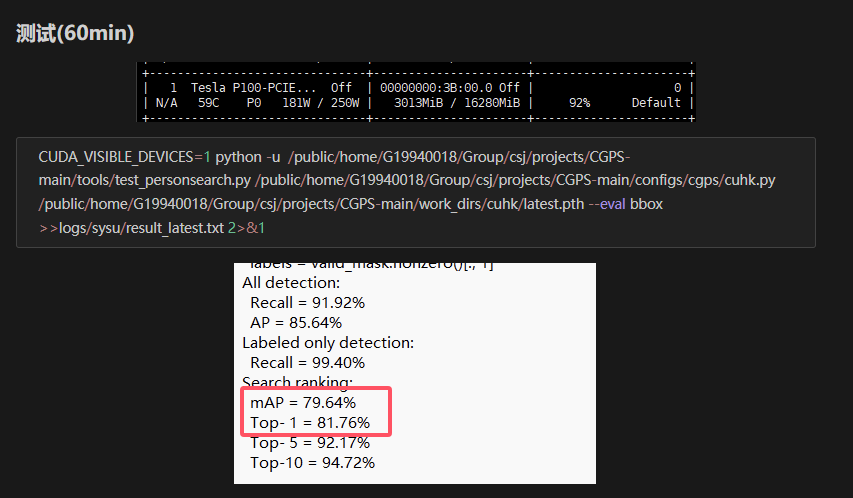 测试(60min)
+-------------------------------+----------------------+----------------------+
|   1  Tesla P100-PCIE...  Off  | 00000000:3B:00.0 Off |                    0 |
| N/A   59C    P0   181W / 250W |   3013MiB / 16280MiB |     92%      Default |
+-------------------------------+----------------------+----------------------+
CUDA_VISIBLE_DEVICES=1 python -u /public/home/G19940018/Group/csj/projects/CGPS-
main/tools/test_personsearch.py /public/home/G19940018/Group/csj/projects/CGPS-main/configs/cgps/cuhk.py
/public/home/G19940018/Group/csj/projects/CGPS-main/work_dirs/cuhk/latest.pth --eval bbox
>>logs/sysu/result_latest.txt 2>&1
labels = valid_mask.nonzero()[:, 1]
All detection:
Recall = 91.92%
AP = 85.64%
Labeled only detection:
Recall = 99.40%
Search ranking:
mAP = 79.64%
Top- 1 = 81.76%
Top- 5 = 92.17%
Top-10 = 94.72%